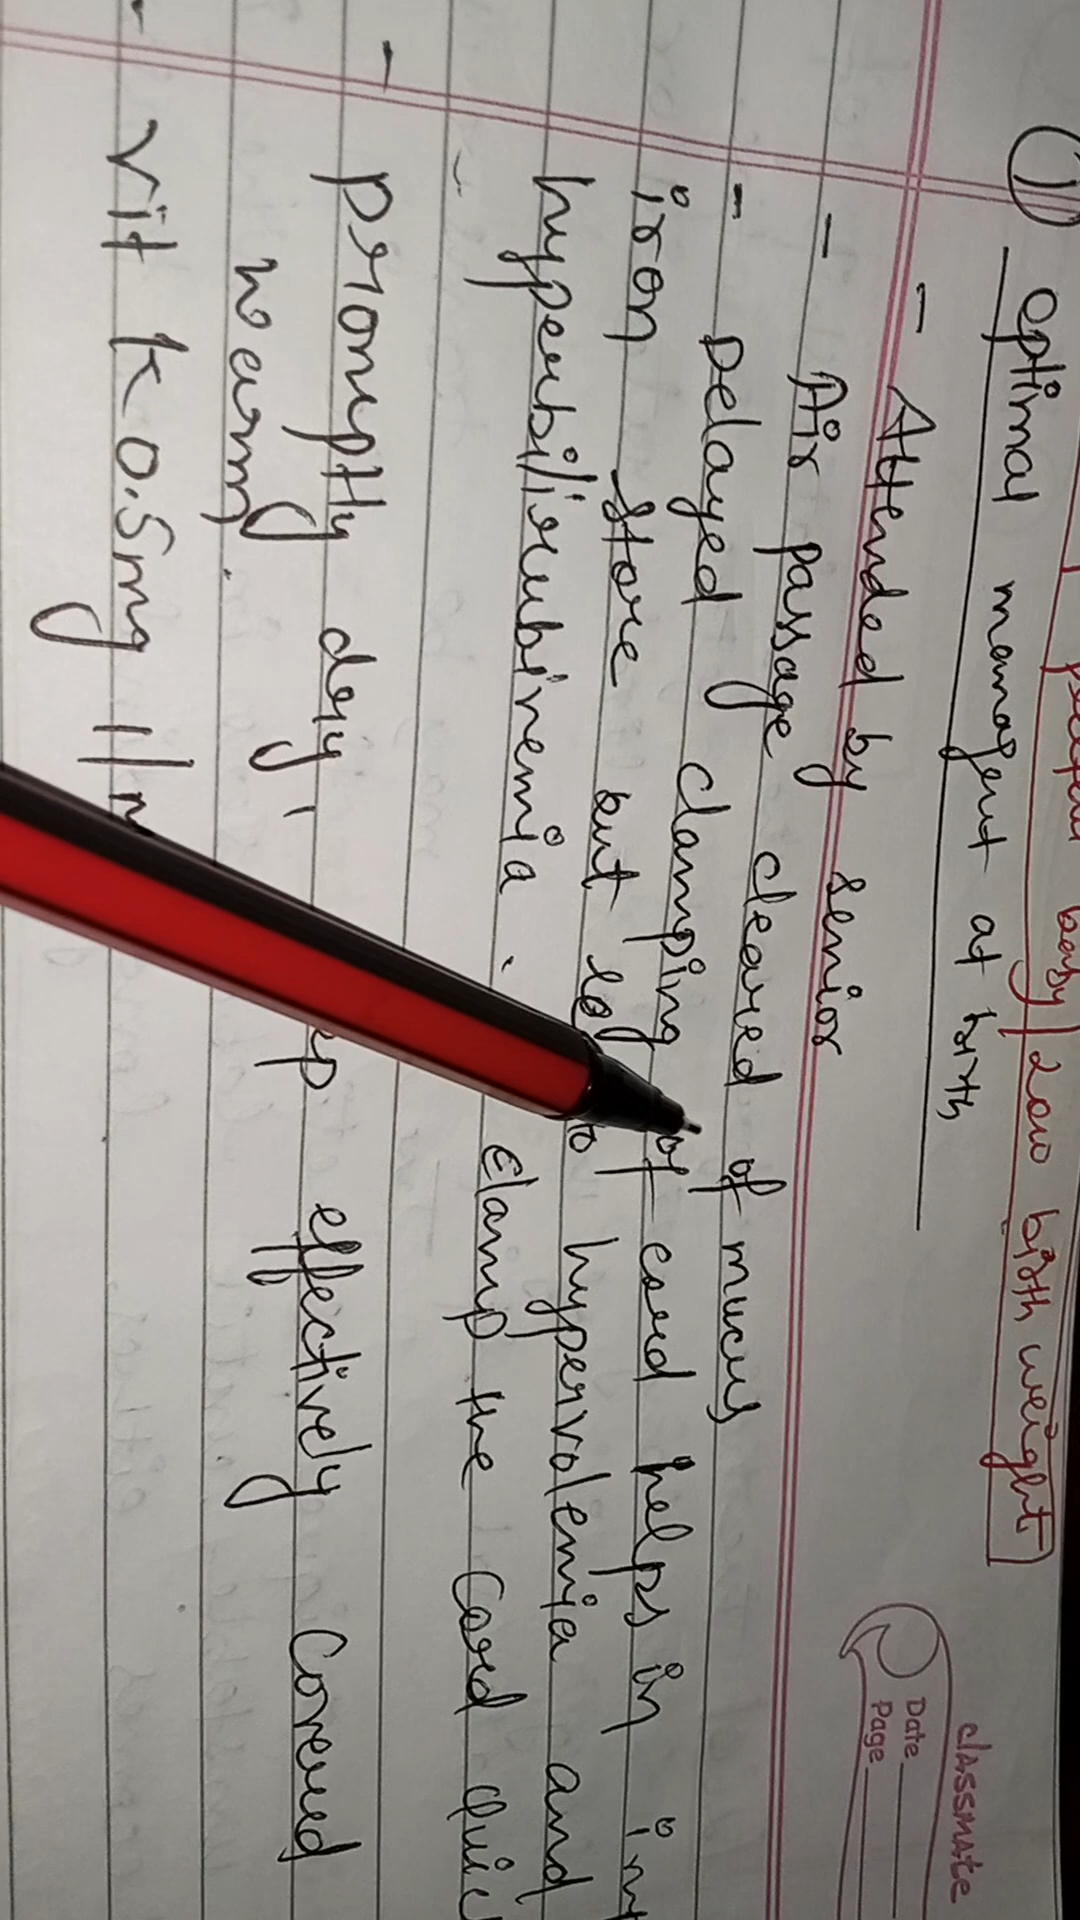 baby / Low birth weight
classmate
Date
Page
① Optimal managent at birth
- Attended by senior
- Air passage cleared of mucus
- Delayed clamping of cord helps in
iron store but to hypervolemia and
hyperbilirubinemia. clamp the cord
- promptly dry, effectively covered
warm.
- vit K 0.5mg